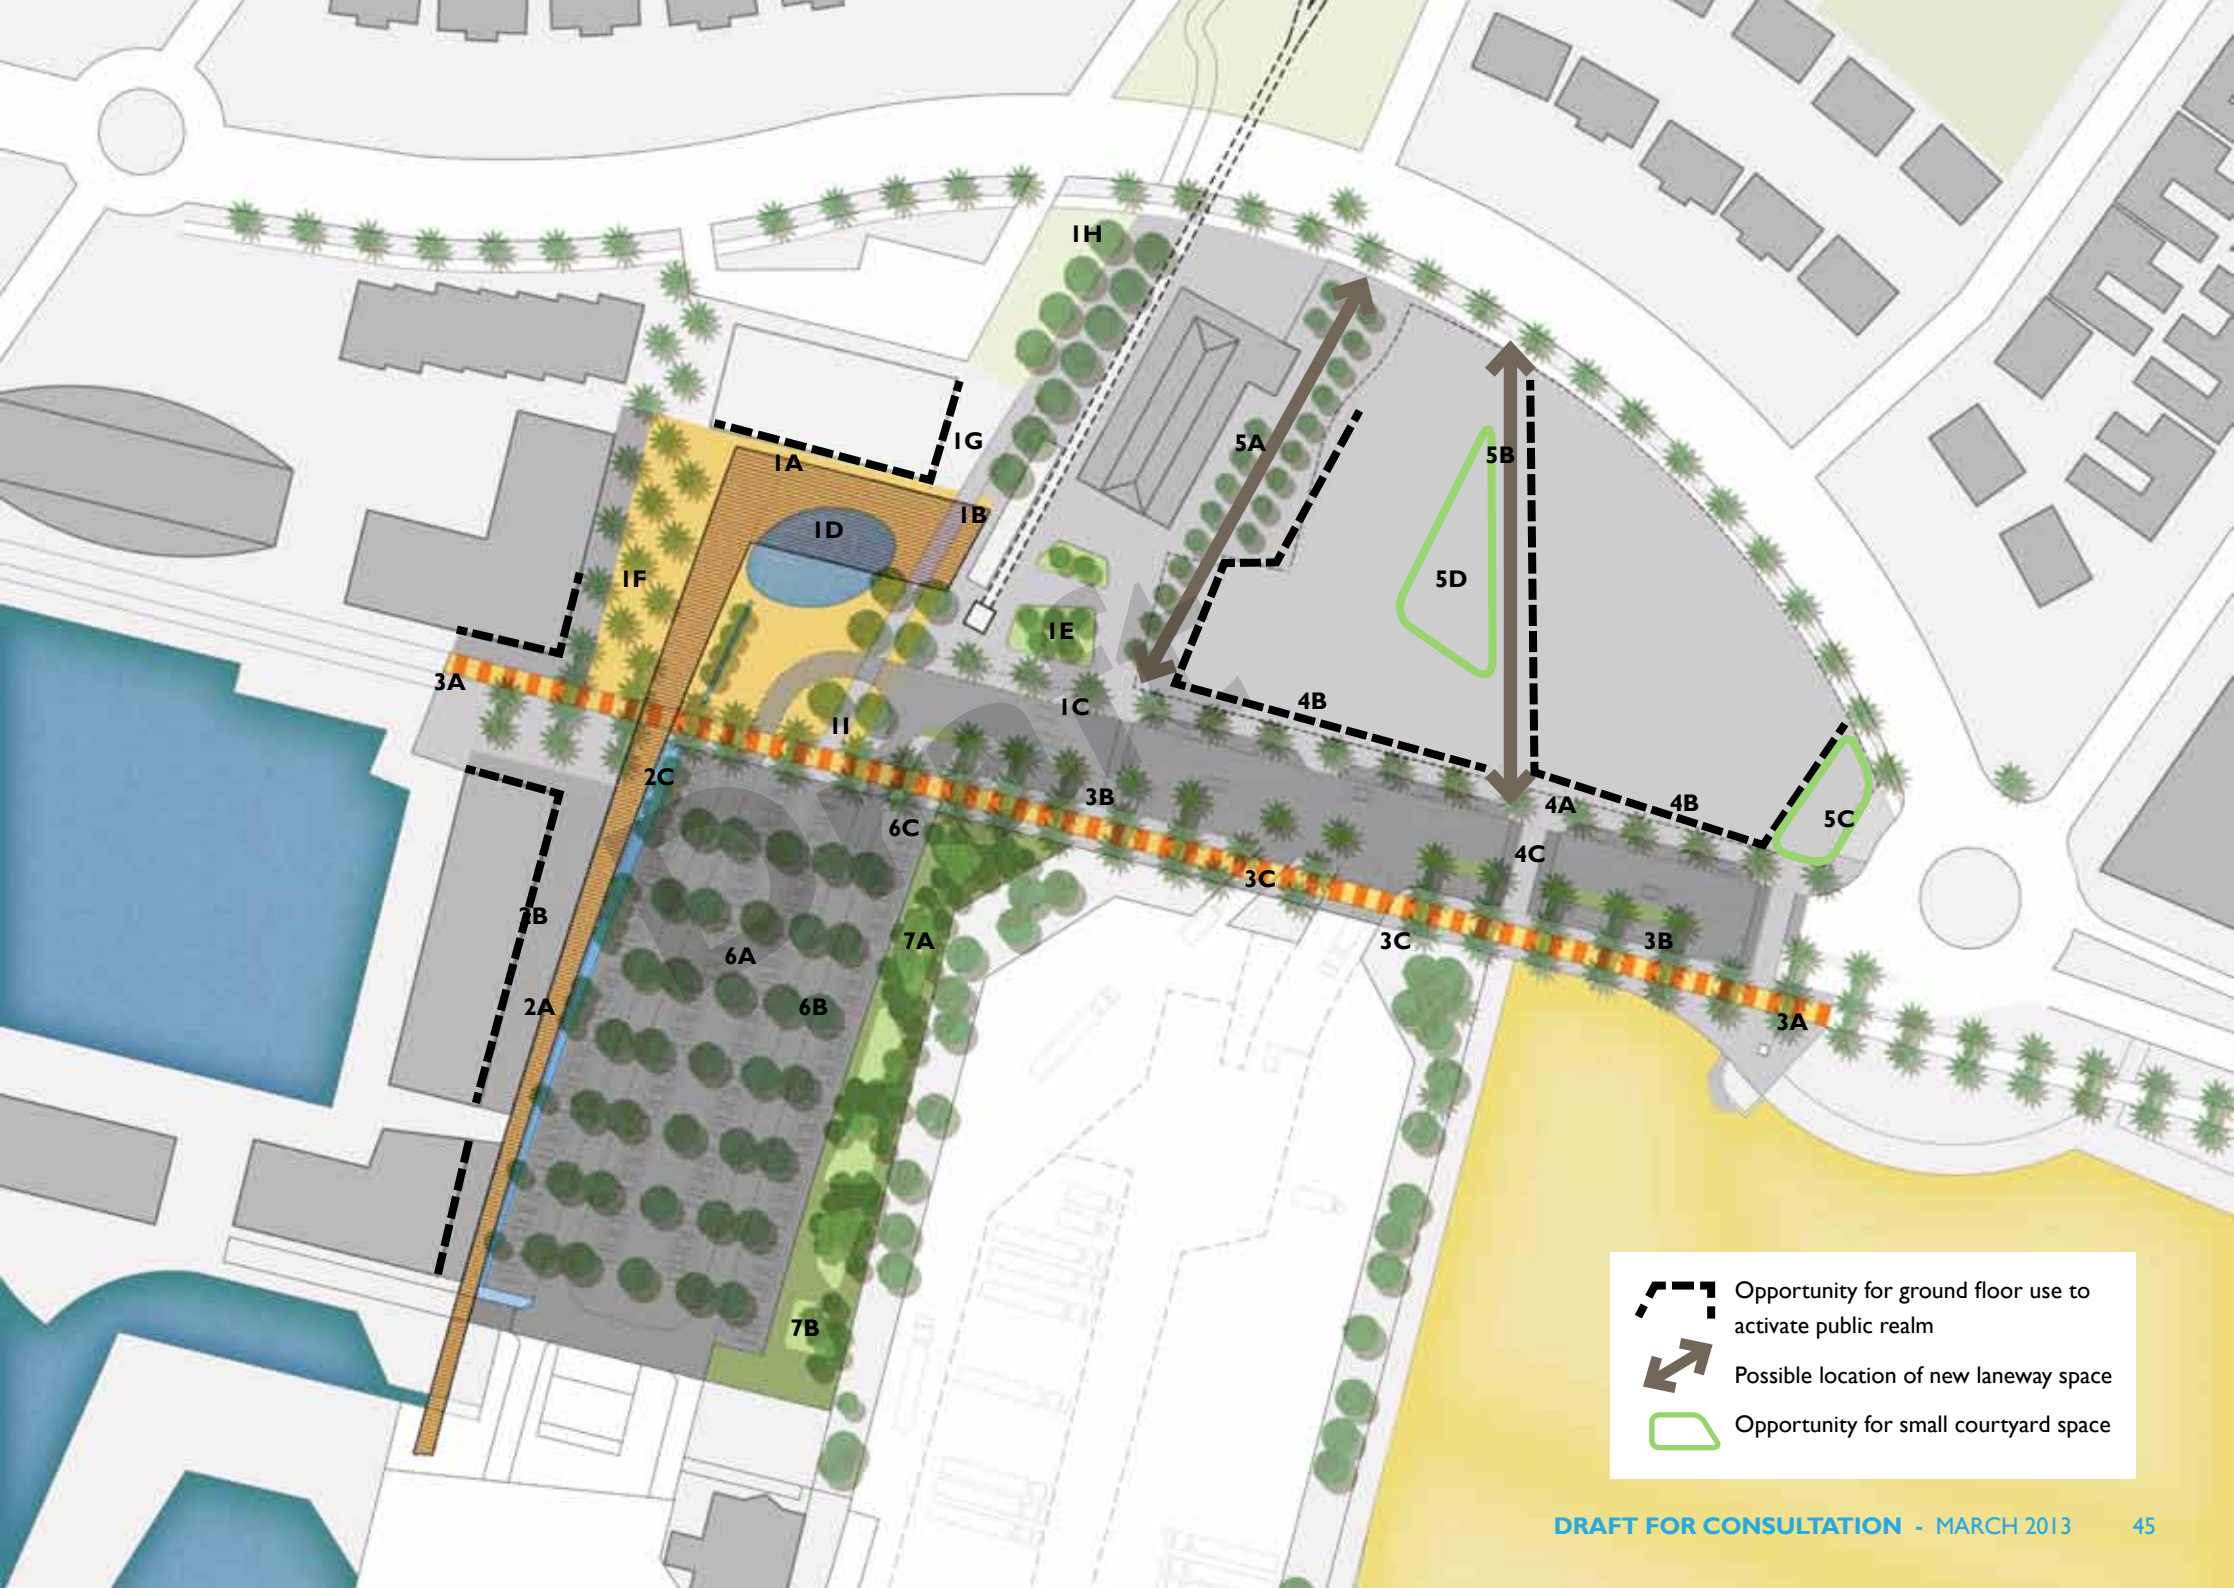 1H
1G
1A
5A
5B
1B
1D
1F
5D
1E
3A
4B
1C
11
2C
3B
4A
4B
6C
5C
4C
3C
2B
7A
3C
3B
6A
2A
6B
3A
7B
Draft
Opportunity for ground floor use to
activate public realm
Possible location of new laneway space
Opportunity for small courtyard space
DRAFT FOR CONSULTATION - MARCH 2013 45